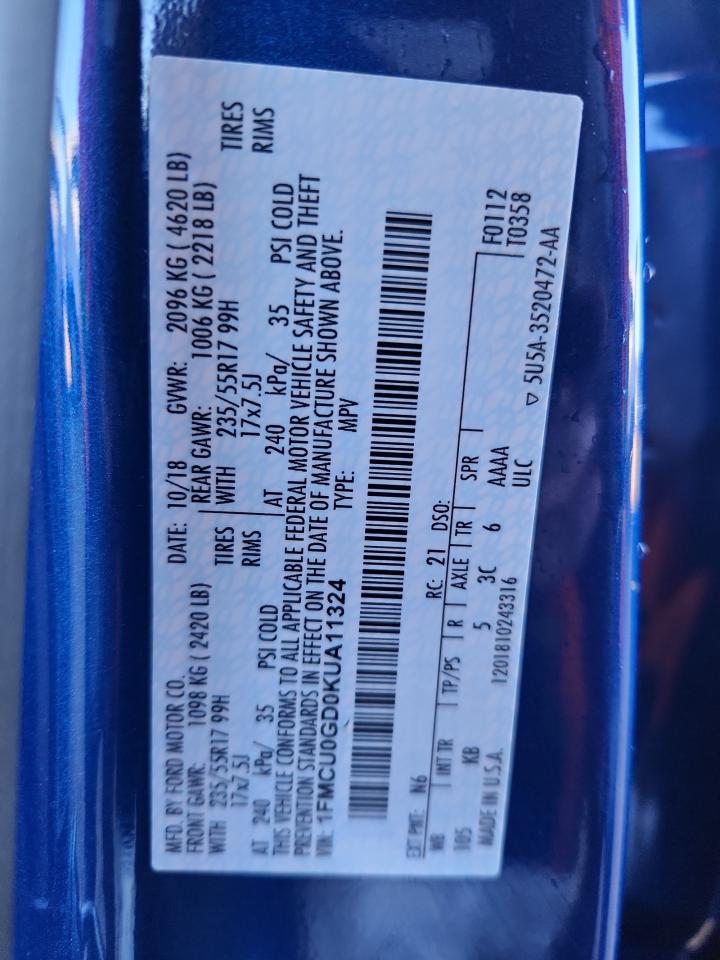 MFD. BY FORD MOTOR CO. DATE: 10/18 GVWR: 2096 KG ( 4620 LB)
FRONT GAWR: 1098 KG ( 2420 LB) REAR GAWR: 1006 KG ( 2218 LB)
WITH 235/55R17 99H TIRES WITH 235/55R17 99H TIRES
17x7.5J RIMS 17x7.5J RIMS
AT 240 kPa/ 35 PSI COLD AT 240 kPa/ 35 PSI COLD
THIS VEHICLE CONFORMS TO ALL APPLICABLE FEDERAL MOTOR VEHICLE SAFETY AND THEFT
PREVENTION STANDARDS IN EFFECT ON THE DATE OF MANUFACTURE SHOWN ABOVE.
VIN: 1FMCU0GD0KUA11324 TYPE: MPV
EXT PNT: N6 RC: 21 DSO: F0112
WB INT TR TP/PS R AXLE TR SPR T0358
105 KB 5 3C 6 AAAA
ULC
MADE IN U.S.A. 1201810243316 ▽ 5U5A-3520472-AA